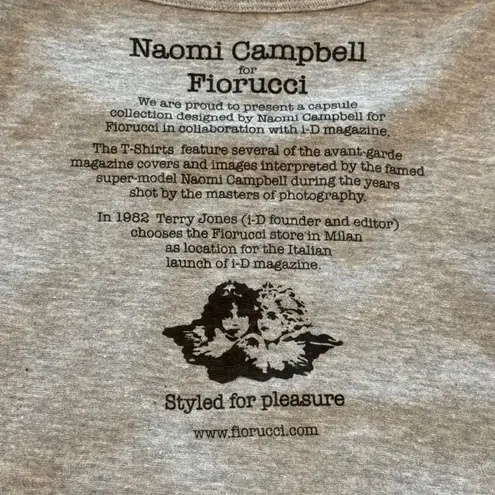 Naomi Campbell
for
Fiorucci
We are proud to present a capsule
collection designed by Naomi Campbell for
Fiorucci in collaboration with i-D magazine.
The T-Shirts feature several of the avant-garde
magazine covers and images interpreted by the famed
super-model Naomi Campbell during the years
shot by the masters of photography.
In 1982 Terry Jones (i-D founder and editor)
chooses the Fiorucci store in Milan
as location for the Italian
launch of i-D magazine.
Styled for pleasure
www.fiorucci.com